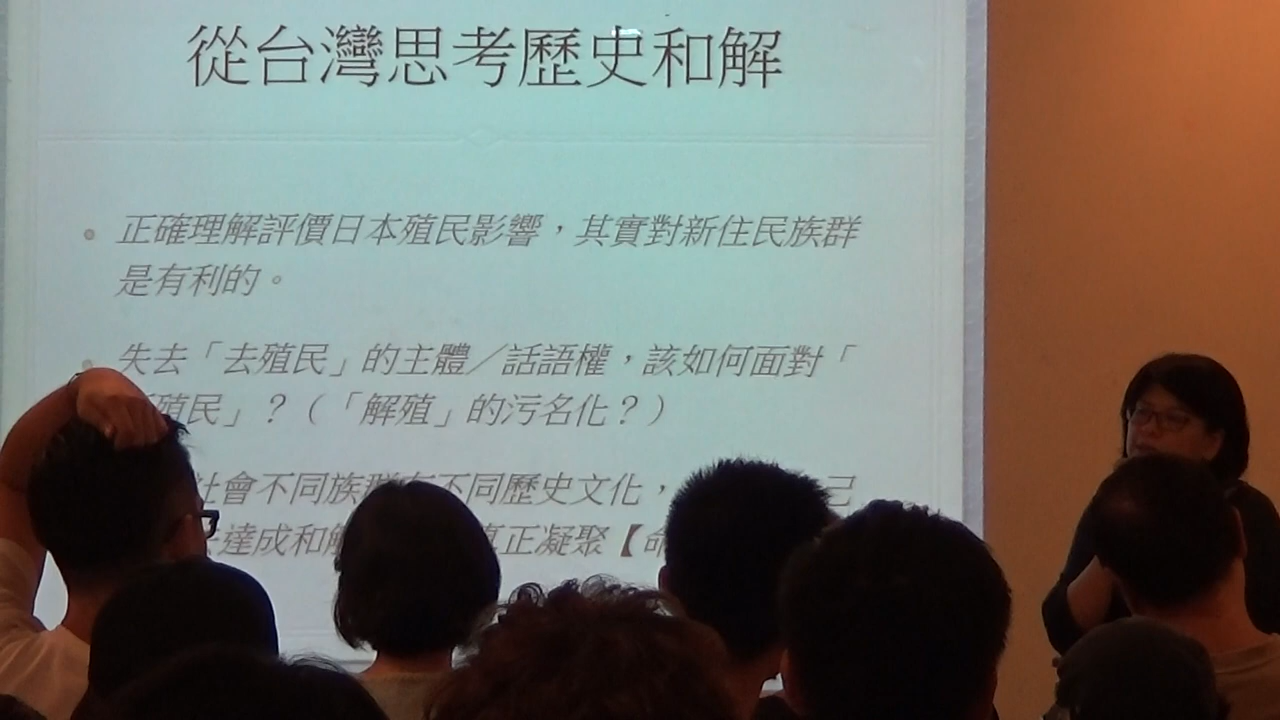 從台灣思考歷史和解
正確理解評價日本殖民影響，其實對新住民族群
是有利的。
失去「去殖民」的主體／話語權，該如何面對「
殖民」？（「解殖」的污名化？）
社會不同族群有不同歷史文化， 己
達成和解 真正凝聚【命